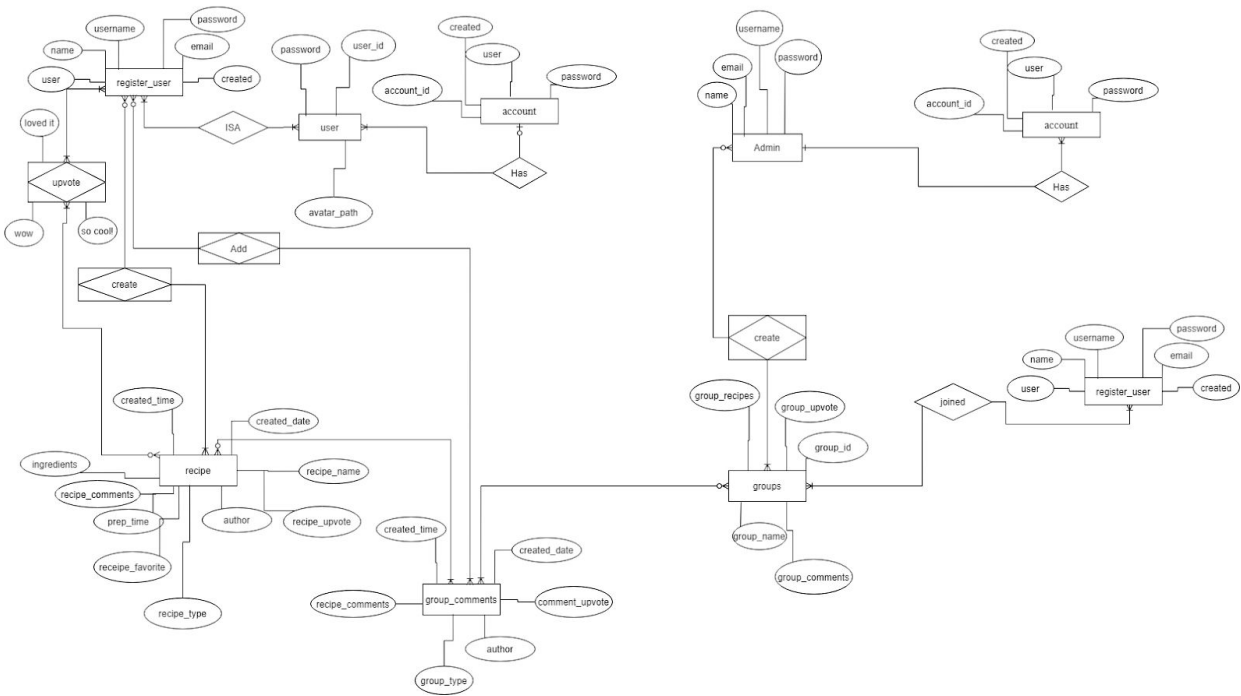 password
username
name
email
user
register_user
created
loved it
upvote
wow
so cool!
ISA
password
user_id
user
avatar_path
created
user
password
account_id
account
Has
Add
create
created_time
created_date
ingredients
recipe
recipe_name
recipe_comments
prep_time
author
recipe_upvote
receipe_favorite
recipe_type
created_time
created_date
recipe_comments
group_comments
comment_upvote
author
group_type
username
email
password
name
Admin
created
user
password
account_id
account
Has
create
group_recipes
group_upvote
group_id
groups
group_name
group_comments
joined
password
username
name
email
user
register_user
created